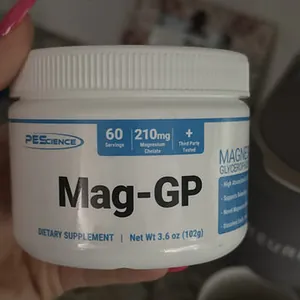 PEScience
60
Servings
210mg
Magnesium
Chelate
+
Third Party
Tested
MAGNE
GLYCEROP
Mag-GP
DIETARY SUPPLEMENT | Net Wt 3.6 oz (102g)